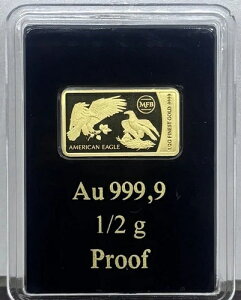 MFB
AMERICAN EAGLE
Au 999,9
1/2 g
Proof